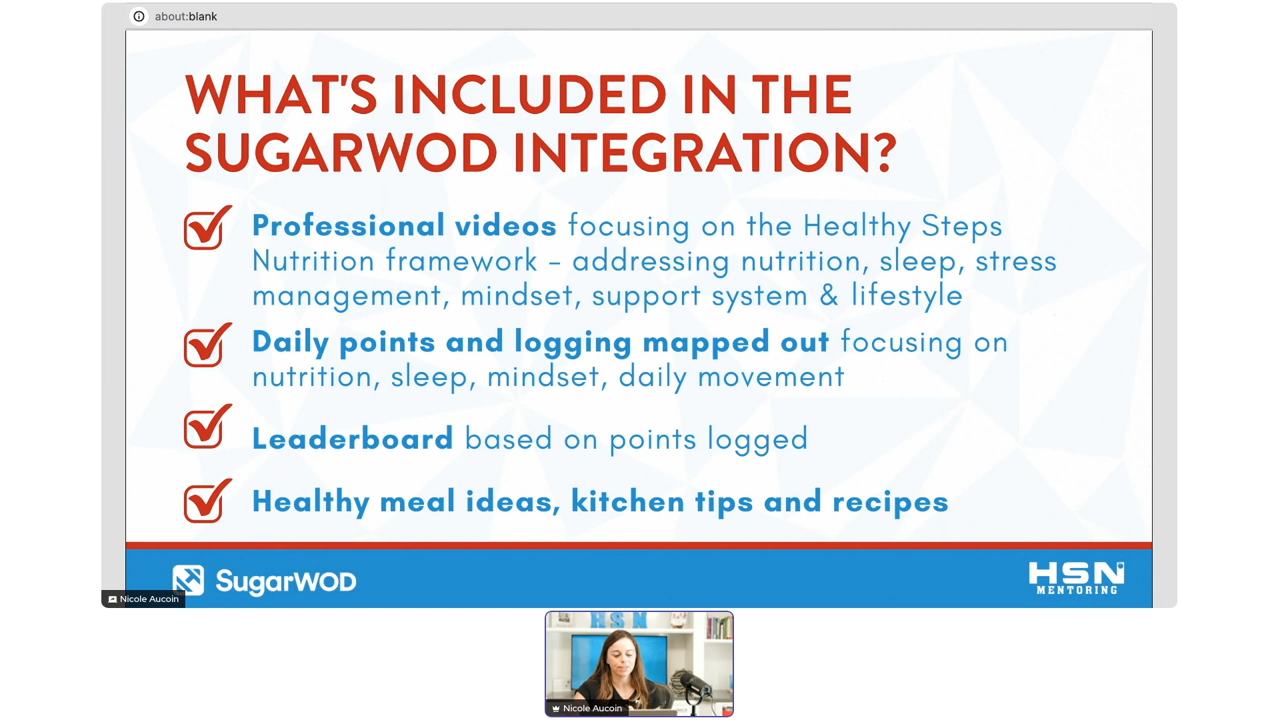 about:blank
WHAT'S INCLUDED IN THE
SUGARWOD INTEGRATION?
Professional videos focusing on the Healthy Steps
Nutrition framework – addressing nutrition, sleep, stress
management, mindset, support system & lifestyle
Daily points and logging mapped out focusing on
nutrition, sleep, mindset, daily movement
Leaderboard based on points logged
Healthy meal ideas, kitchen tips and recipes
SugarWOD
HSN
MENTORING
Nicole Aucoin
HSN
Nicole Aucoin